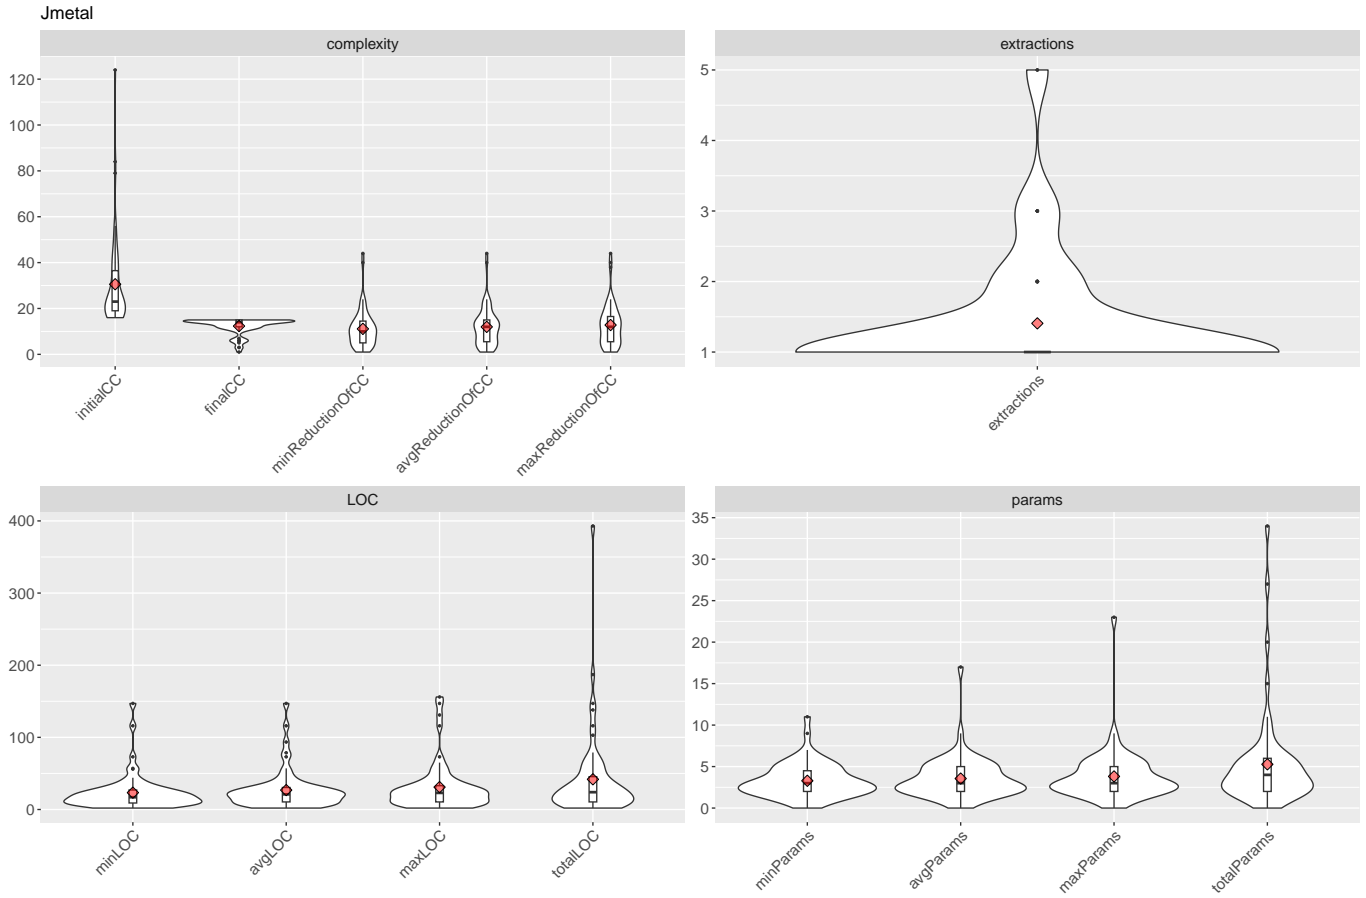 Jmetal
complexity
120
100
80
60
40
20
0
initialCC
finalCC
minReductionOfCC
avgReductionOfCC
maxReductionOfCC
extractions
5
4
3
2
1
extractions
LOC
400
300
200
100
0
minLOC
avgLOC
maxLOC
totalLOC
params
35
30
25
20
15
10
5
0
minParams
avgParams
maxParams
totalParams